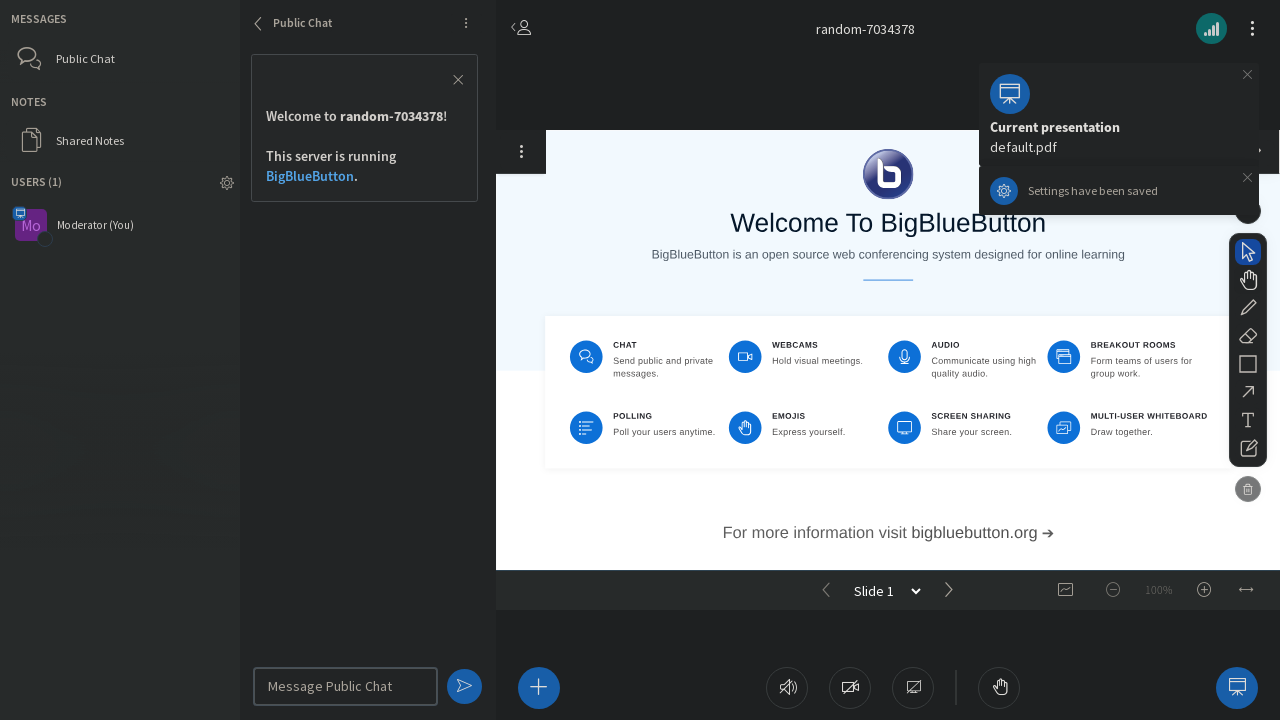 MESSAGES
Public Chat
NOTES
Shared Notes
USERS (1)
Mo
Moderator (You)
Public Chat
Welcome to random-7034378!
This server is running
BigBlueButton.
Message Public Chat
random-7034378
Current presentation
default.pdf
Settings have been saved
Welcome To BigBlueButton
BigBlueButton is an open source web conferencing system designed for online learning
CHAT
Send public and private
messages.
WEBCAMS
Hold visual meetings.
AUDIO
Communicate using high
quality audio.
BREAKOUT ROOMS
Form teams of users for
group work.
POLLING
Poll your users anytime.
EMOJIS
Express yourself.
SCREEN SHARING
Share your screen.
MULTI-USER WHITEBOARD
Draw together.
For more information visit bigbluebutton.org →
Slide 1
100%